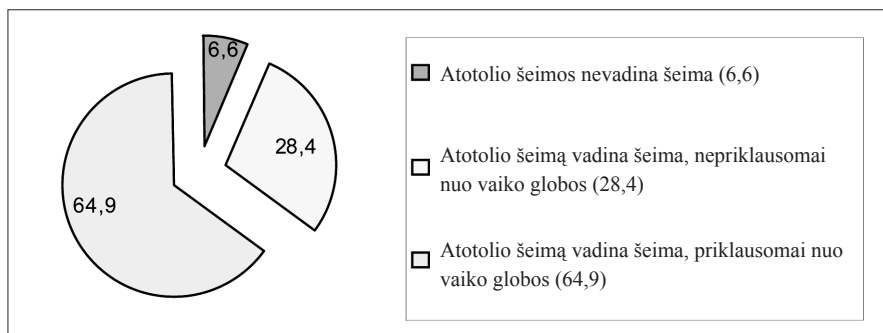 6,6
28,4
64,9
Atotolio šeimos nevadina šeima (6,6)
Atotolio šeimą vadina šeima, nepriklausomai
nuo vaiko globos (28,4)
Atotolio šeimą vadina šeima, priklausomai nuo
vaiko globos (64,9)